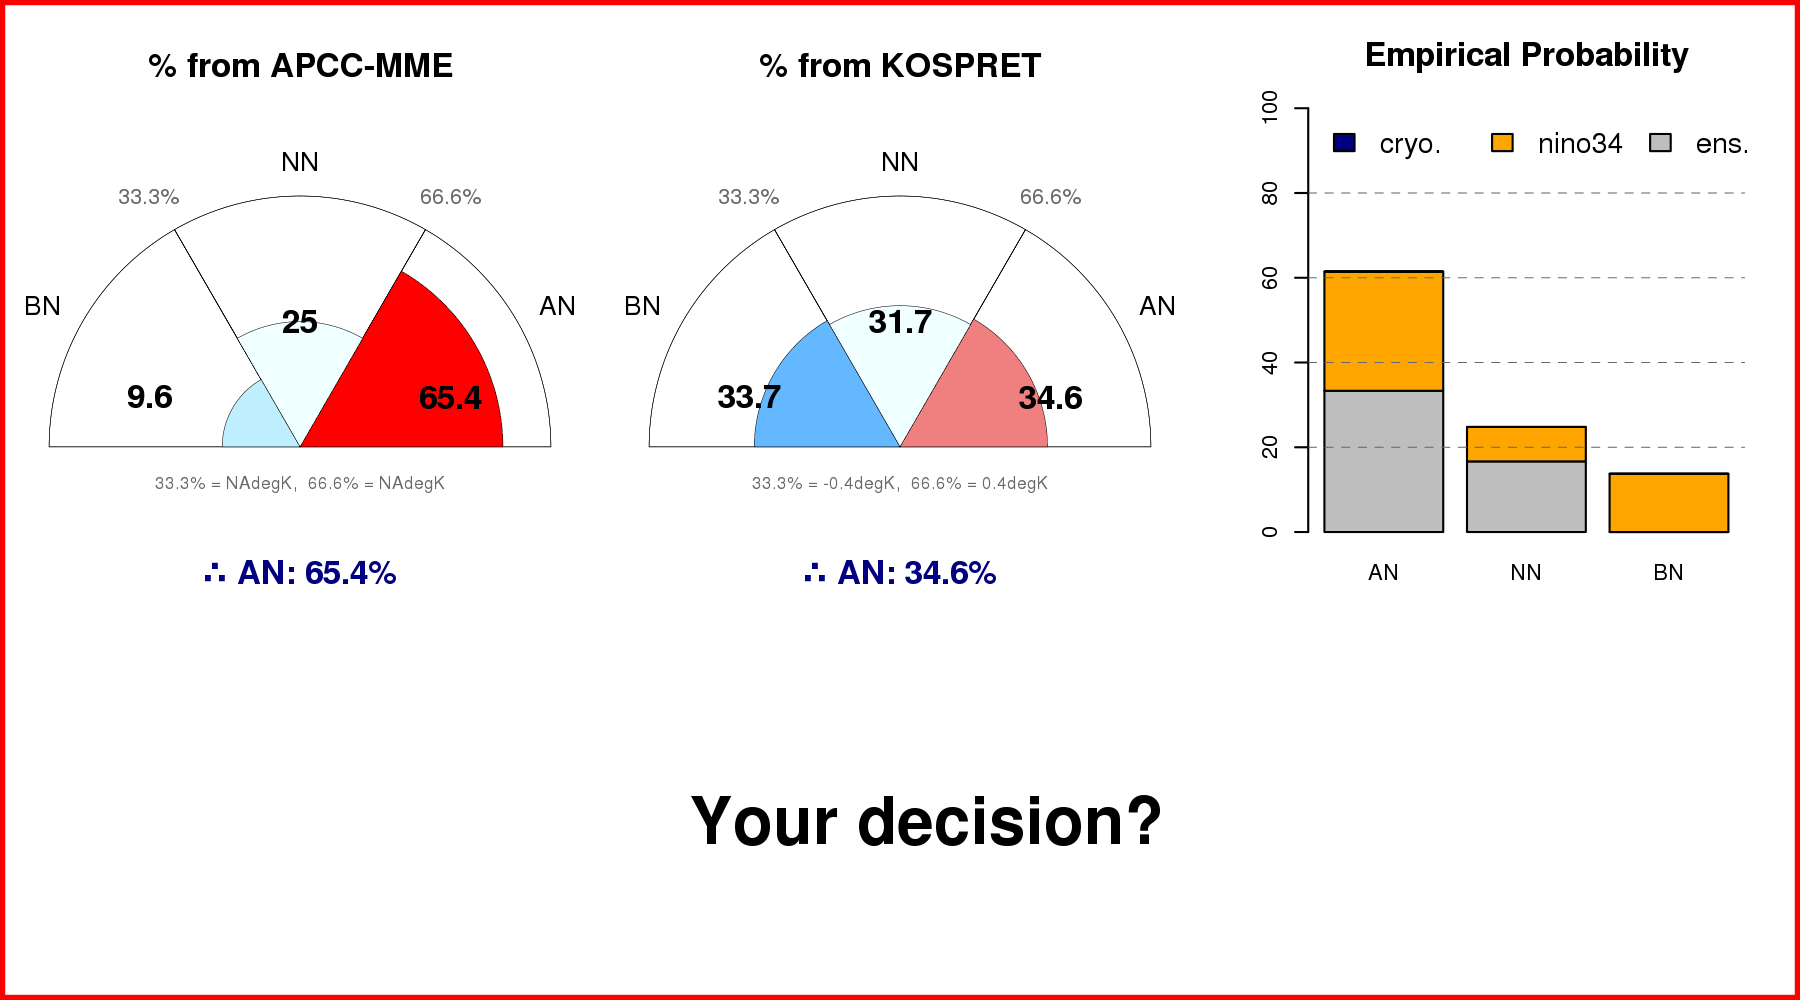 % from APCC-MME
NN
33.3%
66.6%
BN
AN
25
9.6
65.4
33.3% = NAdegK, 66.6% = NAdegK
∴ AN: 65.4%
% from KOSPRET
NN
33.3%
66.6%
BN
AN
31.7
33.7
34.6
33.3% = -0.4degK, 66.6% = 0.4degK
∴ AN: 34.6%
Empirical Probability
100
80
60
40
20
0
cryo. nino34 ens.
AN NN BN
Your decision?